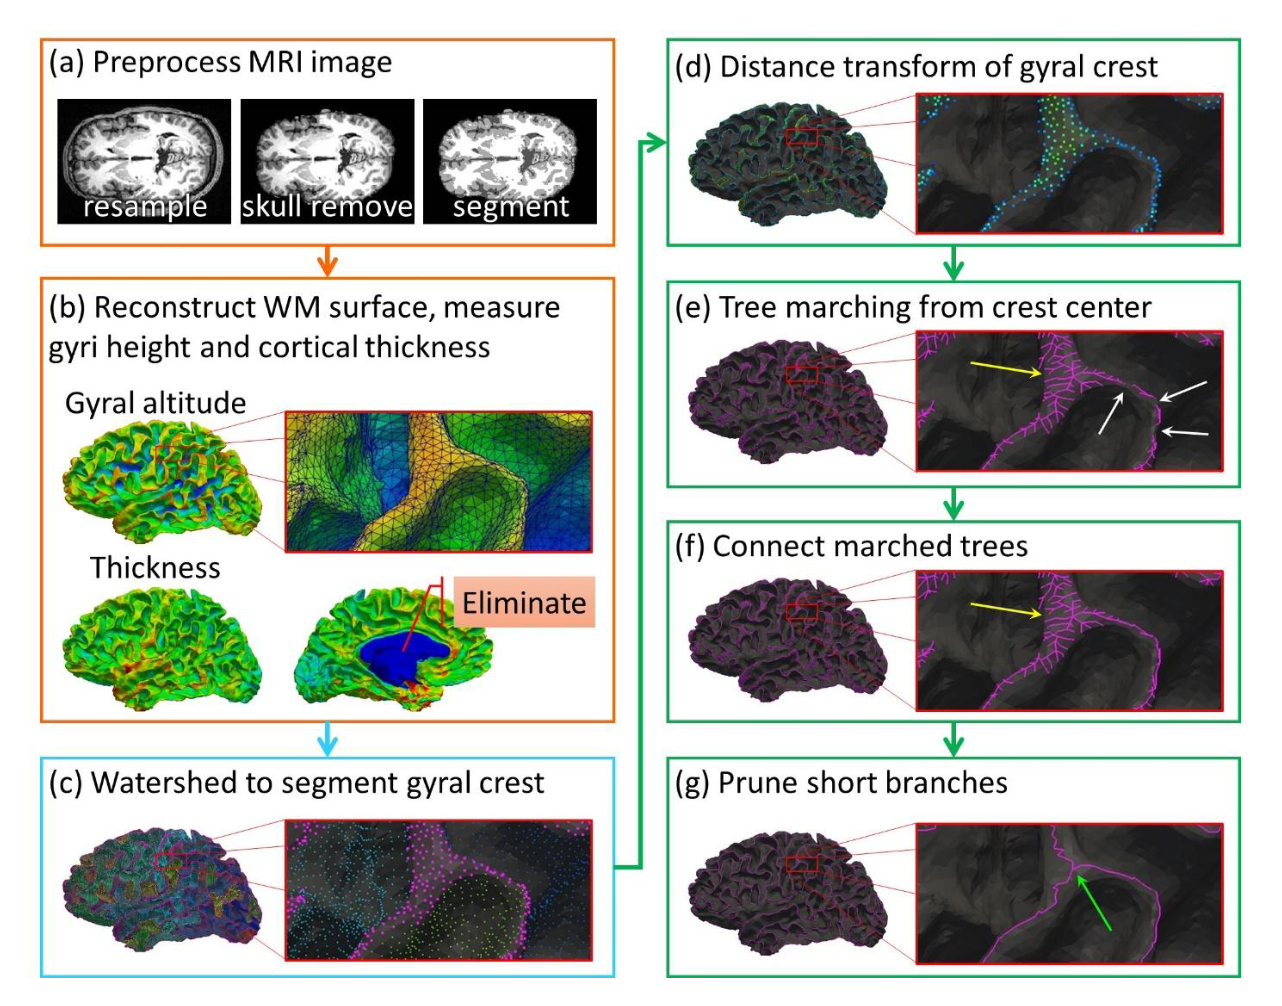 (a) Preprocess MRI image
resample
skull remove
segment
(b) Reconstruct WM surface, measure
gyri height and cortical thickness
Gyral altitude
Thickness
Eliminate
(c) Watershed to segment gyral crest
(d) Distance transform of gyral crest
(e) Tree marching from crest center
(f) Connect marched trees
(g) Prune short branches